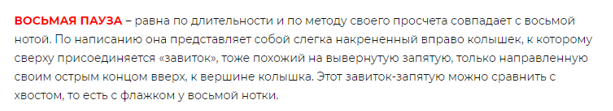 ВОСЬМАЯ ПАУЗА – равна по длительности и по методу своего просчета совпадает с восьмой
нотой. По написанию она представляет собой слегка накрененный вправо колышек, к которому
сверху присоединяется «завиток», тоже похожий на вывернутую запятую, только направленную
своим острым концом вверх, к вершине колышка. Этот завиток-запятую можно сравнить с
хвостом, то есть с флажком у восьмой нотки.